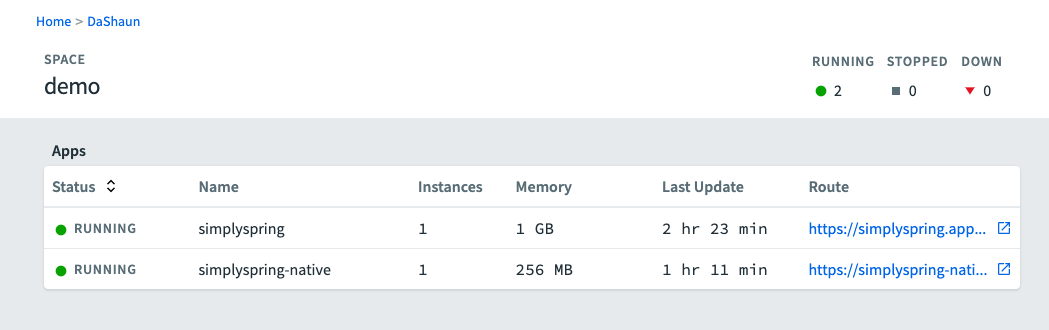 Home > DaShaun
SPACE
demo
RUNNING STOPPED DOWN
2 0 0
Apps
Status Name Instances Memory Last Update Route
RUNNING simplyspring 1 1 GB 2 hr 23 min https://simplyspring.app...
RUNNING simplyspring-native 1 256 MB 1 hr 11 min https://simplyspring-nati...